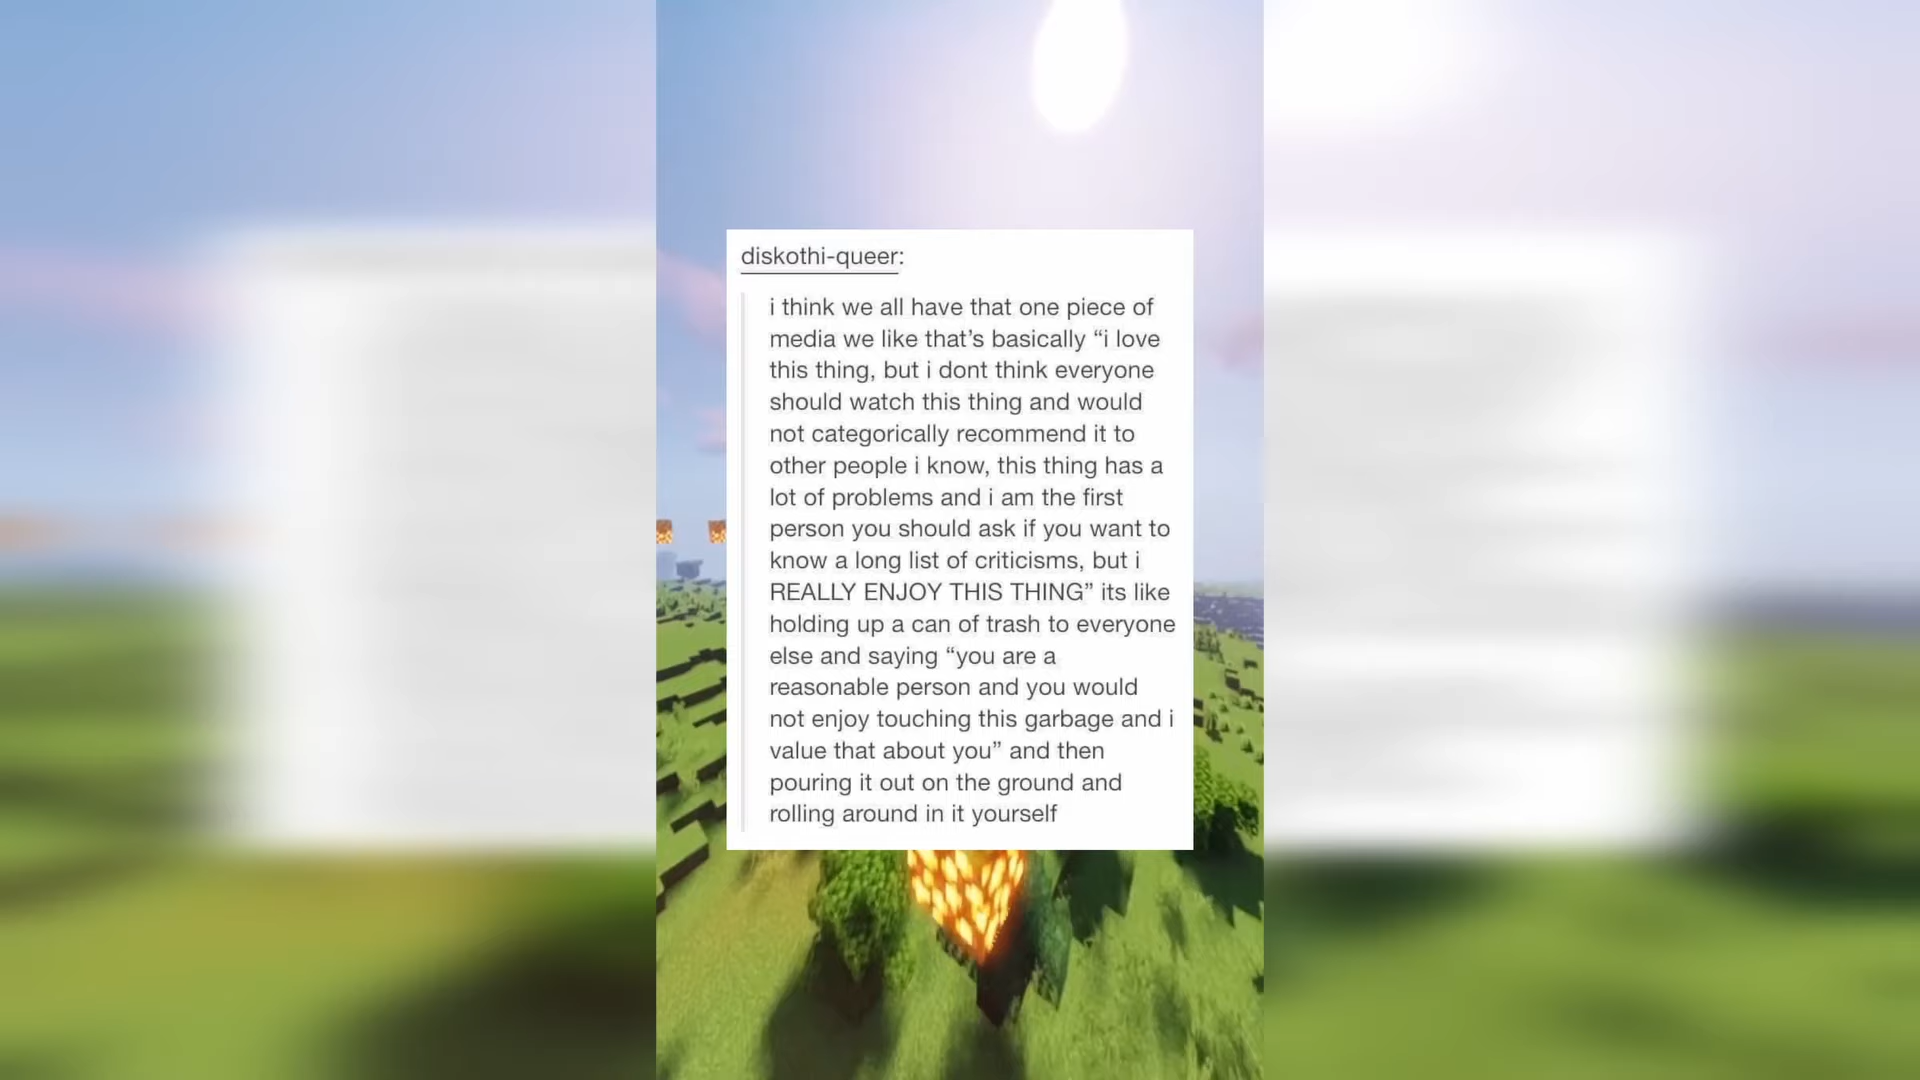 diskothi-queer:
i think we all have that one piece of
media we like that’s basically “i love
this thing, but i dont think everyone
should watch this thing and would
not categorically recommend it to
other people i know, this thing has a
lot of problems and i am the first
person you should ask if you want to
know a long list of criticisms, but i
REALLY ENJOY THIS THING” its like
holding up a can of trash to everyone
else and saying “you are a
reasonable person and you would
not enjoy touching this garbage and i
value that about you” and then
pouring it out on the ground and
rolling around in it yourself